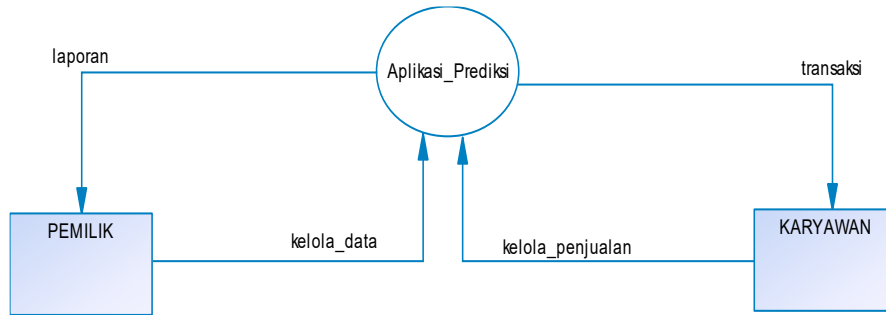 laporan
Aplikasi_Prediksi
transaksi
PEMILIK
KARYAWAN
kelola_data
kelola_penjualan